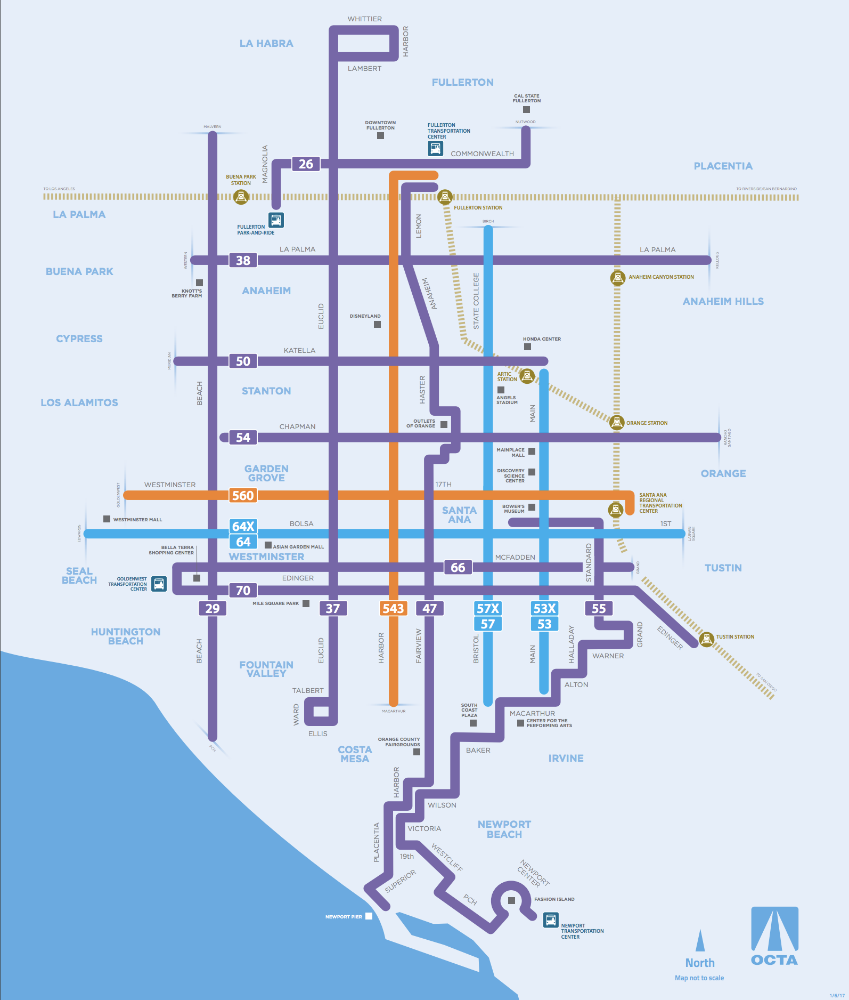 WHITTIER
HARBOR
LA HABRA
LAMBERT
FULLERTON
CAL STATE
FULLERTON
DOWNTOWN
FULLERTON
FULLERTON
TRANSPORTATION
CENTER
NUTWOOD
MALVERN
MAGNOLIA
26
COMMONWEALTH
PLACENTIA
BUENA PARK
STATION
TO LOS ANGELES
TO RIVERSIDE/SAN BERNARDINO
FULLERTON STATION
LA PALMA
FULLERTON
PARK-AND-RIDE
LEMON
BIRCH
LA PALMA
LA PALMA
WESTERN
38
KELLOGG
BUENA PARK
ANAHEIM CANYON STATION
KNOTT'S
BERRY FARM
ANAHEIM
ANAHEIM
STATE COLLEGE
ANAHEIM HILLS
EUCLID
DISNEYLAND
CYPRESS
HONDA CENTER
KATELLA
MERIDIAN
50
ARTIC
STATION
BEACH
STANTON
HASTER
ANGELS
STADIUM
LOS ALAMITOS
MAIN
OUTLETS
OF ORANGE
ORANGE STATION
CHAPMAN
54
RANCHO
SANTIAGO
MAINPLACE
MALL
GARDEN
GROVE
DISCOVERY
SCIENCE
CENTER
ORANGE
WESTMINSTER
17TH
GOLDENWEST
560
SANTA ANA
REGIONAL
TRANSPORTATION
CENTER
SANTA
ANA
BOWER'S
MUSEUM
WESTMINSTER MALL
64X
BOLSA
1ST
EDWARDS
64
LARWIN
SQUARE
BELLA TERRA
SHOPPING CENTER
ASIAN GARDEN MALL
WESTMINSTER
MCFADDEN
STANDARD
66
GRAND
TUSTIN
SEAL
BEACH
GOLDENWEST
TRANSPORTATION
CENTER
EDINGER
70
MILE SQUARE PARK
29
37
543
47
57X
57
53X
53
55
HUNTINGTON
BEACH
BEACH
EUCLID
HARBOR
FAIRVIEW
BRISTOL
MAIN
HALLADAY
GRAND
EDINGER
TUSTIN STATION
WARNER
FOUNTAIN
VALLEY
TO SAN DIEGO
ALTON
TALBERT
WARD
ELLIS
MACARTHUR
SOUTH
COAST
PLAZA
MACARTHUR
CENTER FOR THE
PERFORMING ARTS
PCH
ORANGE COUNTY
FAIRGROUNDS
COSTA
MESA
BAKER
IRVINE
HARBOR
WILSON
PLACENTIA
VICTORIA
NEWPORT
BEACH
19th
WESTCLIFF
SUPERIOR
NEWPORT
CENTER
PCH
FASHION ISLAND
NEWPORT PIER
NEWPORT
TRANSPORTATION
CENTER
North
Map not to scale
OCTA
1/6/17